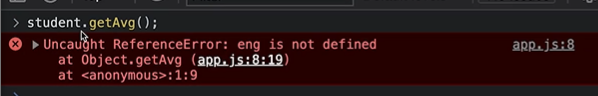 > student.getAvg();
Uncaught ReferenceError: eng is not defined app.js:8
at Object.getAvg (app.js:8:19)
at <anonymous>:1:9